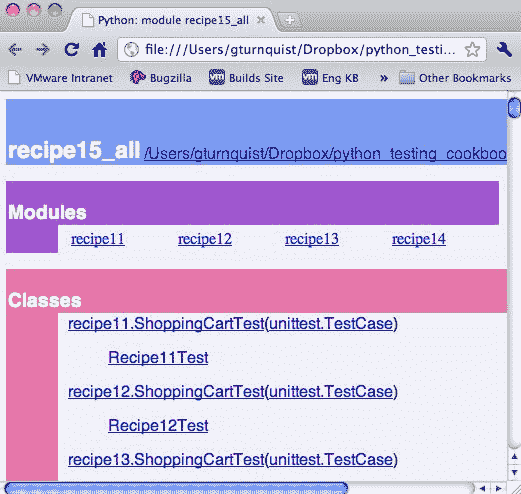 Python: module recipe15_all
file:///Users/gturnquist/Dropbox/python_testi...
VMware Intranet Bugzilla Builds Site Eng KB » Other Bookmarks
recipe15_all /Users/gturnquist/Dropbox/python_testing_cookboo
Modules
recipe11 recipe12 recipe13 recipe14
Classes
recipe11.ShoppingCartTest(unittest.TestCase)
Recipe11Test
recipe12.ShoppingCartTest(unittest.TestCase)
Recipe12Test
recipe13.ShoppingCartTest(unittest.TestCase)